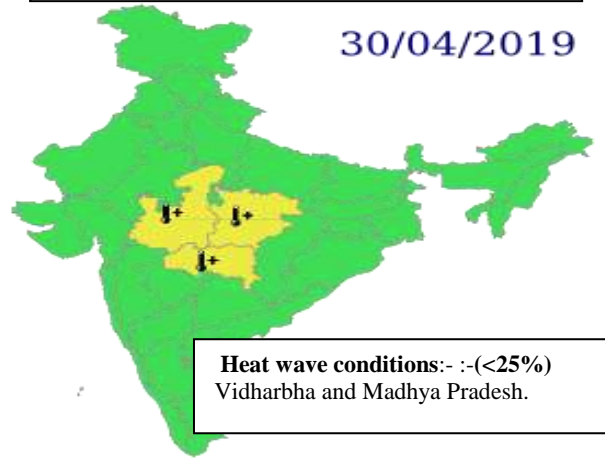 30/04/2019
Heat wave conditions:- :-(<25%)
Vidharbha and Madhya Pradesh.